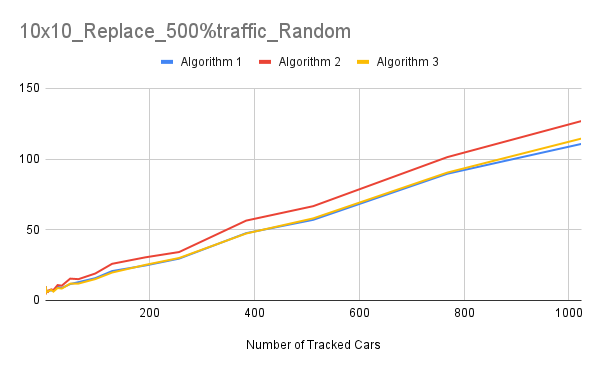 10x10_Replace_500%traffic_Random
Algorithm 1 Algorithm 2 Algorithm 3
150
100
50
0
200 400 600 800 1000
Number of Tracked Cars